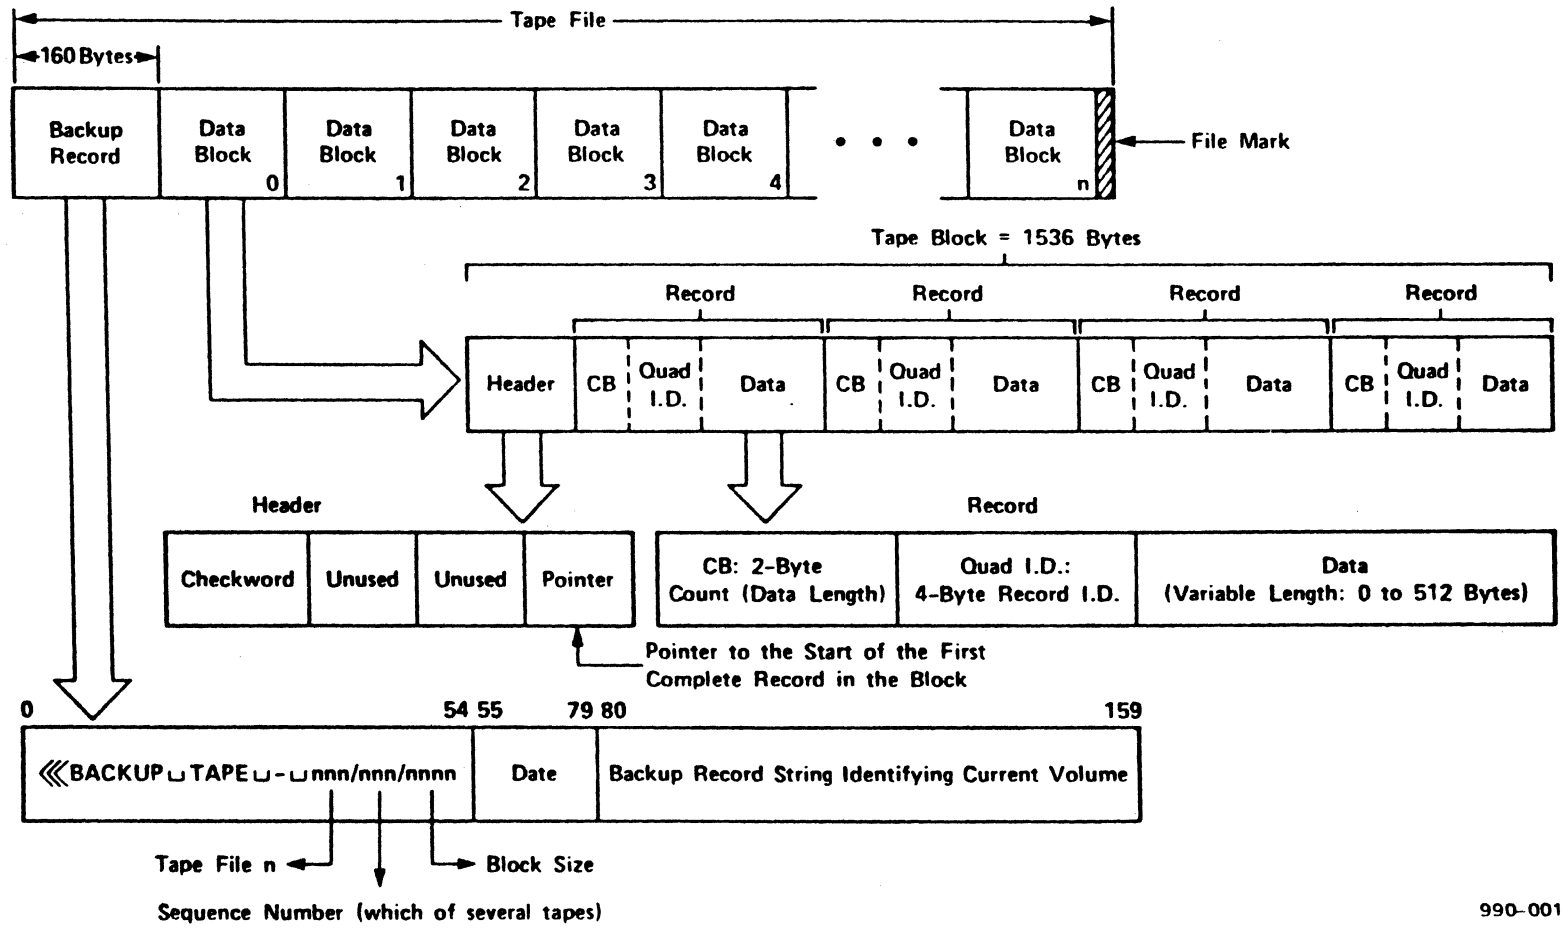 Tape File
160 Bytes
Backup Record
Data Block 0
Data Block 1
Data Block 2
Data Block 3
Data Block 4
• • •
Data Block n
File Mark
Tape Block = 1536 Bytes
Record Record Record Record
Header CB Quad I.D. Data CB Quad I.D. Data CB Quad I.D. Data CB Quad I.D. Data
Header
Checkword Unused Unused Pointer
Record
CB: 2-Byte
Count (Data Length)
Quad I.D.:
4-Byte Record I.D.
Data
(Variable Length: 0 to 512 Bytes)
Pointer to the Start of the First
Complete Record in the Block
0 54 55 79 80 159
⋘BACKUP␣TAPE␣-␣nnn/nnn/nnnn
Date
Backup Record String Identifying Current Volume
Tape File n
Block Size
Sequence Number (which of several tapes)
990-001